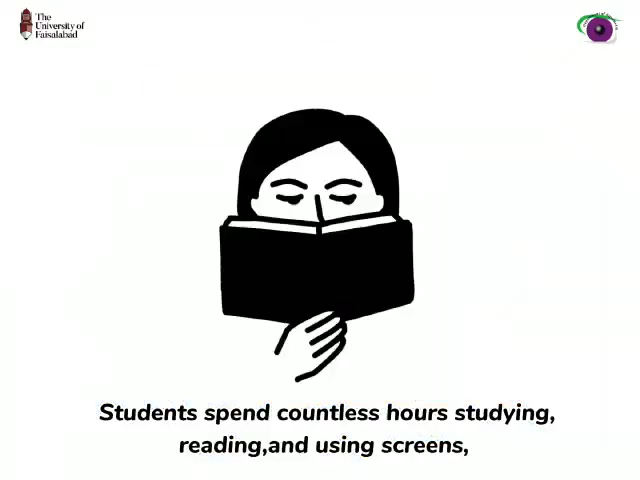 The
University of
Faisalabad
Students spend countless hours studying,
reading,and using screens,